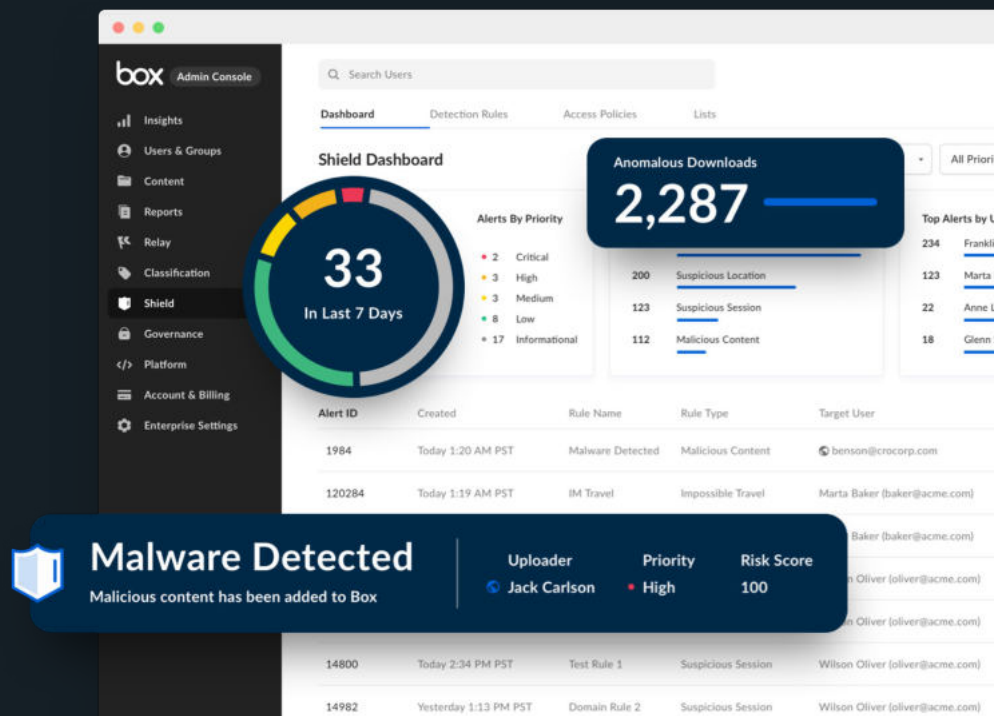 box Admin Console
Insights
Users & Groups
Content
Reports
Relay
Classification
Shield
Governance
Platform
Account & Billing
Enterprise Settings
Search Users
Dashboard Detection Rules Access Policies Lists
Shield Dashboard
All Priori
33
In Last 7 Days
Alerts By Priority
2 Critical
3 High
3 Medium
8 Low
17 Informational
Anomalous Downloads
2,287
200 Suspicious Location
123 Suspicious Session
112 Malicious Content
Top Alerts by U
234 Frankli
123 Marta
22 Anne L
18 Glenn
Alert ID Created Rule Name Rule Type Target User
1984 Today 1:20 AM PST Malware Detected Malicious Content benson@crocorp.com
120284 Today 1:19 AM PST IM Travel Impossible Travel Marta Baker (baker@acme.com)
Baker (baker@acme.com)
n Oliver (oliver@acme.com)
n Oliver (oliver@acme.com)
Malware Detected
Malicious content has been added to Box
Uploader Priority Risk Score
Jack Carlson High 100
14800 Today 2:34 PM PST Test Rule 1 Suspicious Session Wilson Oliver (oliver@acme.com)
14982 Yesterday 1:13 PM PST Domain Rule 2 Suspicious Session Wilson Oliver (oliver@acme.com)